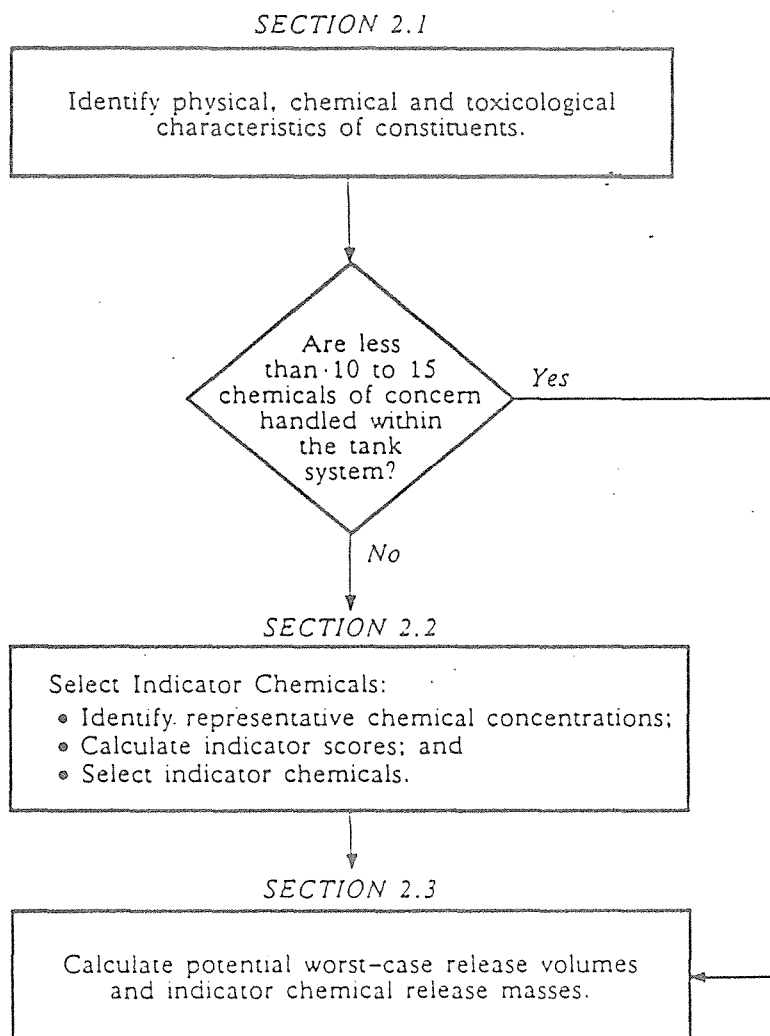 SECTION 2.1
Identify physical, chemical and toxicological
characteristics of constituents.
Are less
than 10 to 15
chemicals of concern
handled within
the tank
system?
Yes
No
SECTION 2.2
Select Indicator Chemicals:
• Identify representative chemical concentrations;
• Calculate indicator scores; and
• Select indicator chemicals.
SECTION 2.3
Calculate potential worst-case release volumes
and indicator chemical release masses.